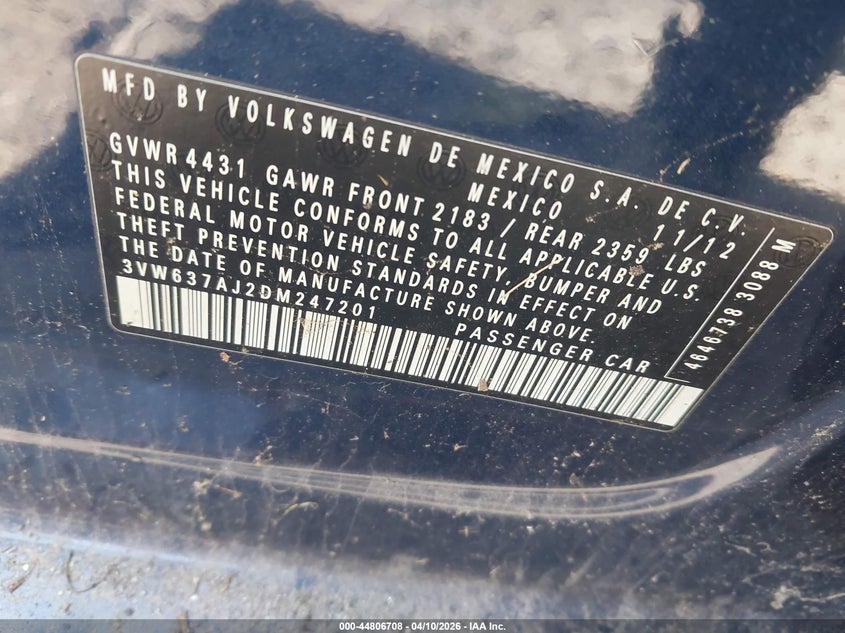 MFD BY VOLKSWAGEN DE MEXICO S.A. DE C.V.
MEXICO 11/12
GVWR 4431 GAWR FRONT 2183 / REAR 2359 LBS
THIS VEHICLE CONFORMS TO ALL APPLICABLE U.S.
FEDERAL MOTOR VEHICLE SAFETY, BUMPER AND
THEFT PREVENTION STANDARDS IN EFFECT ON
THE DATE OF MANUFACTURE SHOWN ABOVE.
3VW637AJ2DM247201 PASSENGER CAR
4646738 3088 M
000-44806708 - 04/10/2026 - IAA Inc.